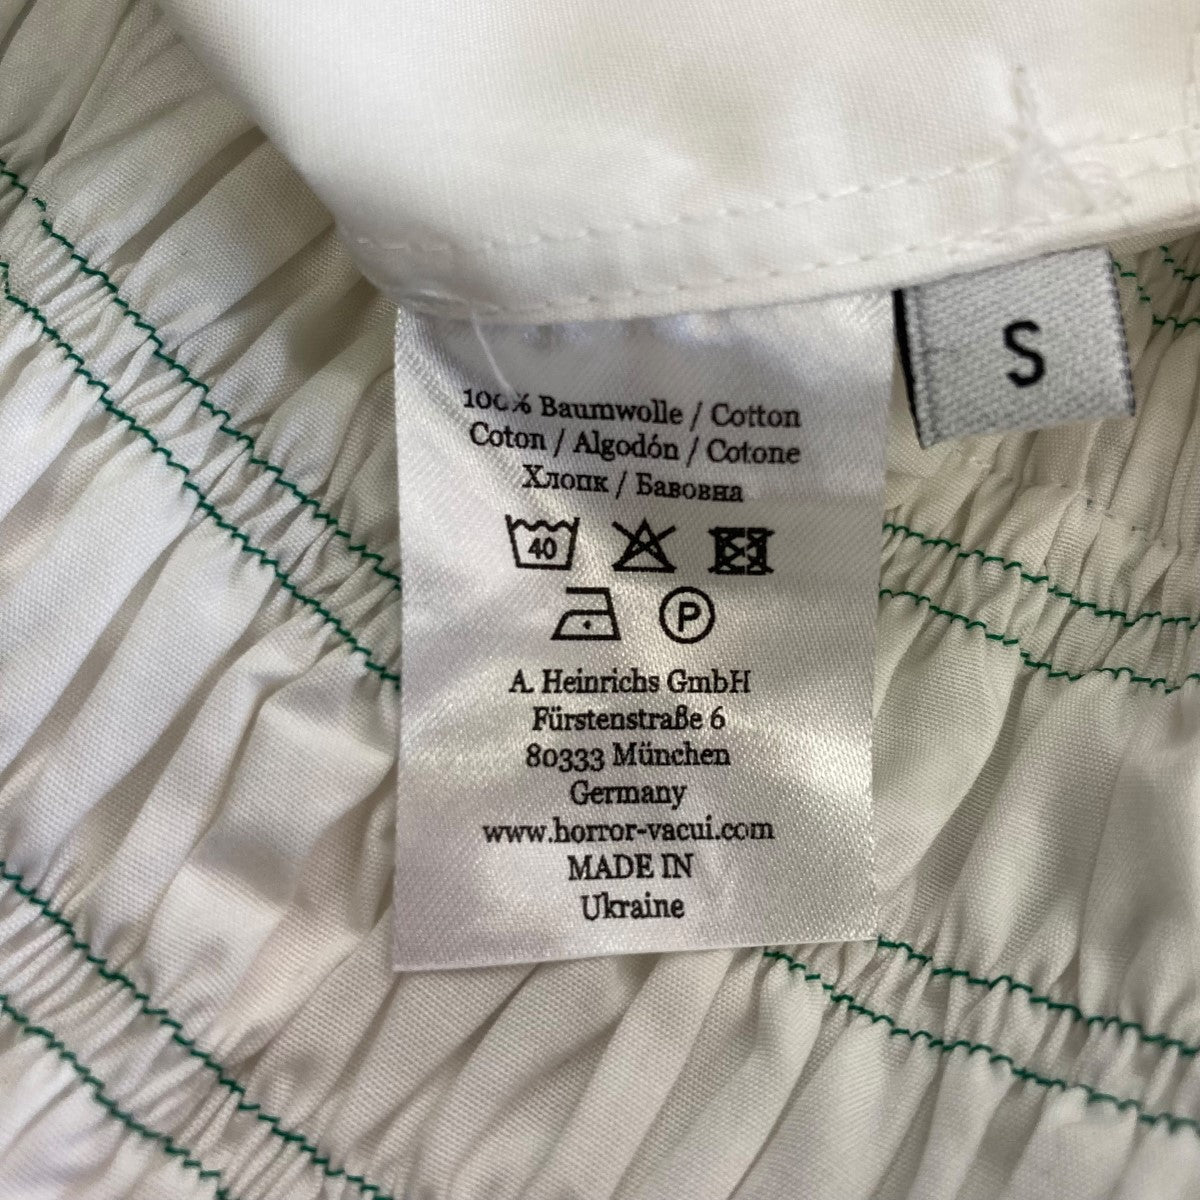 S
100% Baumwolle / Cotton
Coton / Algodón / Cotone
Хлопк / Бавовна
40
P
A. Heinrichs GmbH
Fürstenstraße 6
80333 München
Germany
www.horror-vacui.com
MADE IN
Ukraine